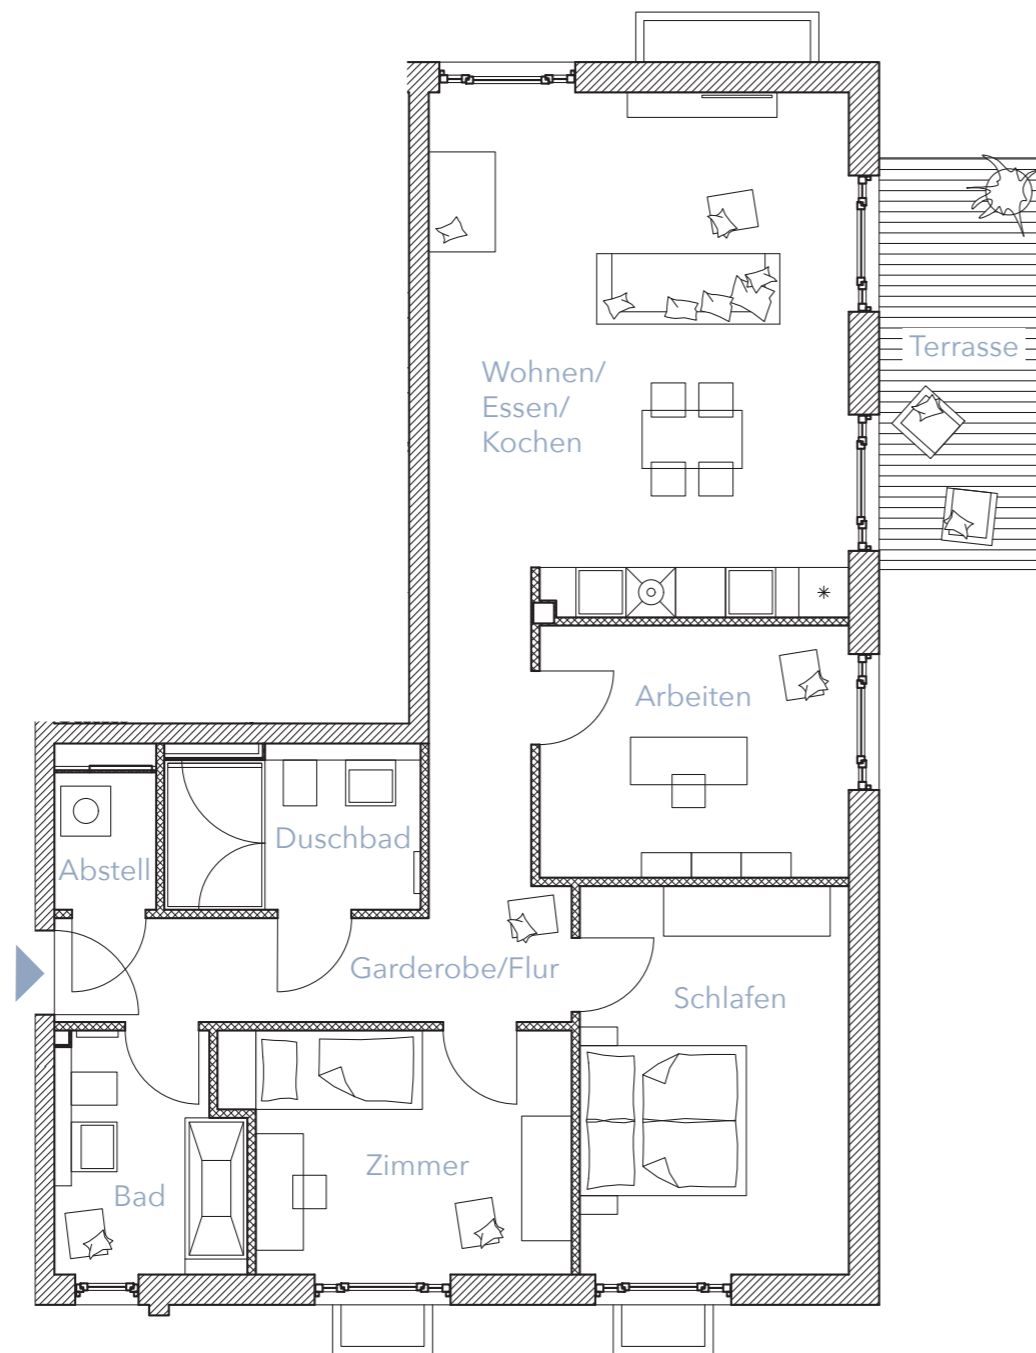 Terrasse
Wohnen/
Essen/
Kochen
Arbeiten
Duschbad
Abstell
Garderobe/Flur
Schlafen
Zimmer
Bad